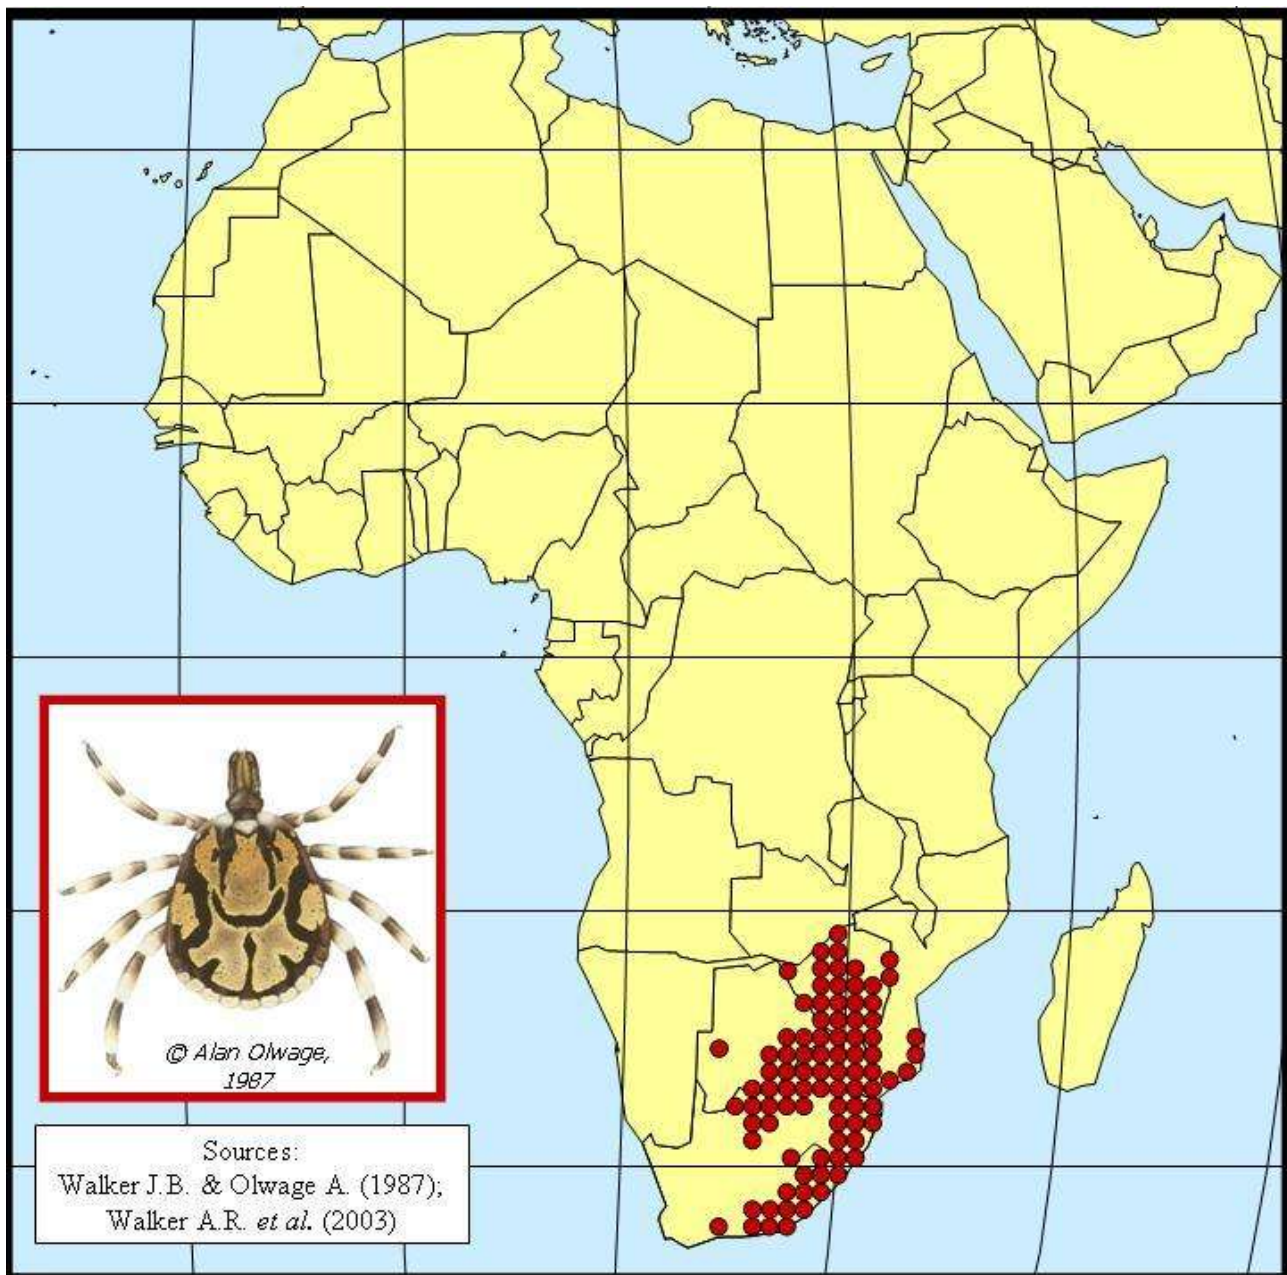 © Alan Olwage,
1987
Sources:
Walker J.B. & Olwage A. (1987);
Walker A.R. et al. (2003)